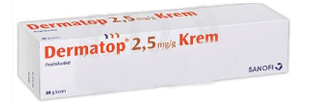 Dermatop® 2,5 mg/g Krem
Prednikarbat
30 g krem
SANOFI